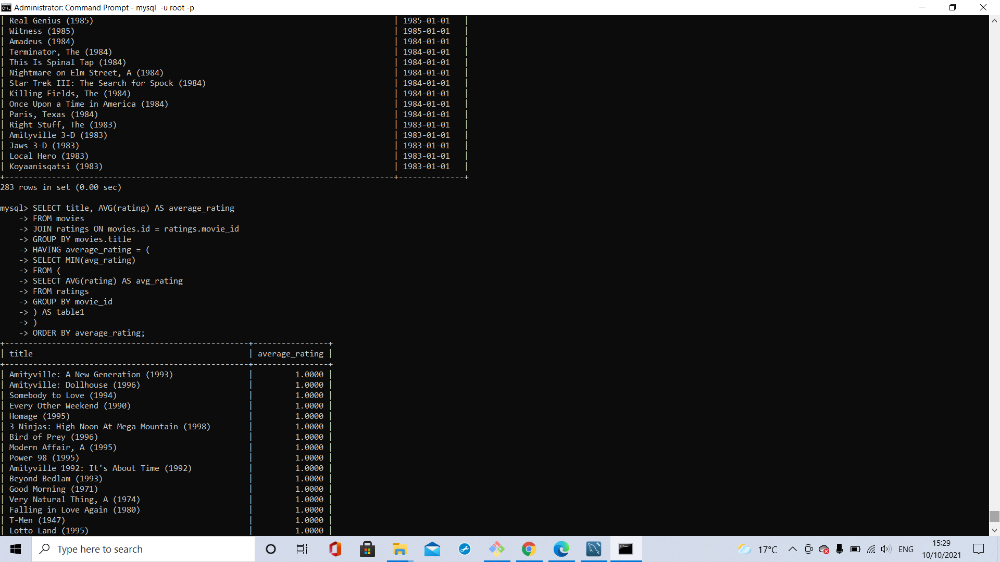 Administrator: Command Prompt - mysql  -u root -p
| Real Genius (1985) | 1985-01-01 |
| Witness (1985) | 1985-01-01 |
| Amadeus (1984) | 1984-01-01 |
| Terminator, The (1984) | 1984-01-01 |
| This Is Spinal Tap (1984) | 1984-01-01 |
| Nightmare on Elm Street, A (1984) | 1984-01-01 |
| Star Trek III: The Search for Spock (1984) | 1984-01-01 |
| Killing Fields, The (1984) | 1984-01-01 |
| Once Upon a Time in America (1984) | 1984-01-01 |
| Paris, Texas (1984) | 1984-01-01 |
| Right Stuff, The (1983) | 1983-01-01 |
| Amityville 3-D (1983) | 1983-01-01 |
| Jaws 3-D (1983) | 1983-01-01 |
| Local Hero (1983) | 1983-01-01 |
| Koyaanisqatsi (1983) | 1983-01-01 |
283 rows in set (0.00 sec)
mysql> SELECT title, AVG(rating) AS average_rating
-> FROM movies
-> JOIN ratings ON movies.id = ratings.movie_id
-> GROUP BY movies.title
-> HAVING average_rating = (
-> SELECT MIN(avg_rating)
-> FROM (
-> SELECT AVG(rating) AS avg_rating
-> FROM ratings
-> GROUP BY movie_id
-> ) AS table1
-> )
-> ORDER BY average_rating;
| title | average_rating |
| Amityville: A New Generation (1993) | 1.0000 |
| Amityville: Dollhouse (1996) | 1.0000 |
| Somebody to Love (1994) | 1.0000 |
| Every Other Weekend (1990) | 1.0000 |
| Homage (1995) | 1.0000 |
| 3 Ninjas: High Noon At Mega Mountain (1998) | 1.0000 |
| Bird of Prey (1996) | 1.0000 |
| Modern Affair, A (1995) | 1.0000 |
| Power 98 (1995) | 1.0000 |
| Amityville 1992: It's About Time (1992) | 1.0000 |
| Beyond Bedlam (1993) | 1.0000 |
| Good Morning (1971) | 1.0000 |
| Very Natural Thing, A (1974) | 1.0000 |
| Falling in Love Again (1980) | 1.0000 |
| T-Men (1947) | 1.0000 |
| Lotto Land (1995) | 1.0000 |
Type here to search
17°C
ENG
15:29
10/10/2021